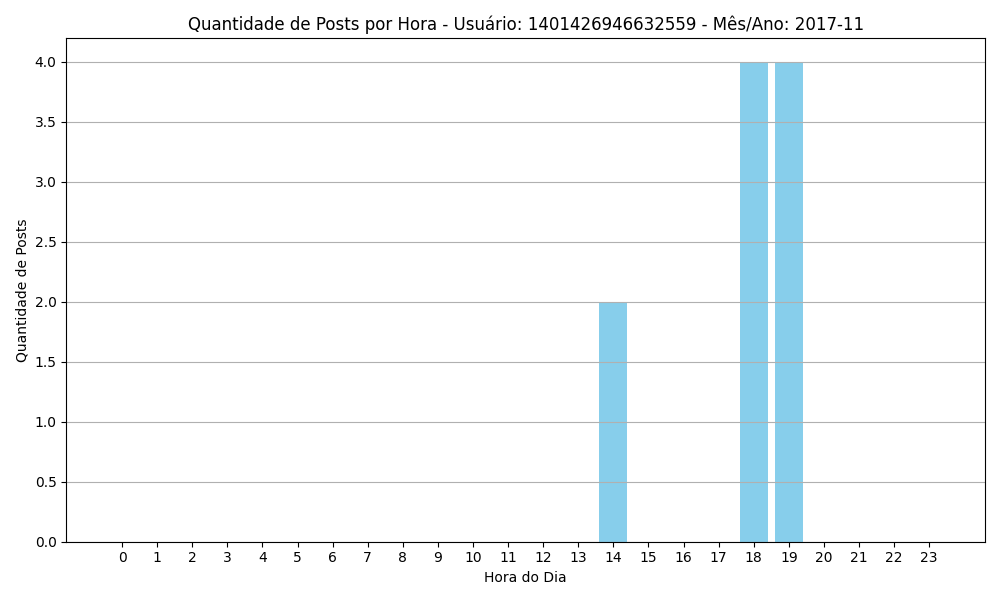 Quantidade de Posts por Hora - Usuário: 1401426946632559 - Mês/Ano: 2017-11
4.0
3.5
3.0
2.5
2.0
1.5
1.0
0.5
0.0
Quantidade de Posts
0 1 2 3 4 5 6 7 8 9 10 11 12 13 14 15 16 17 18 19 20 21 22 23
Hora do Dia